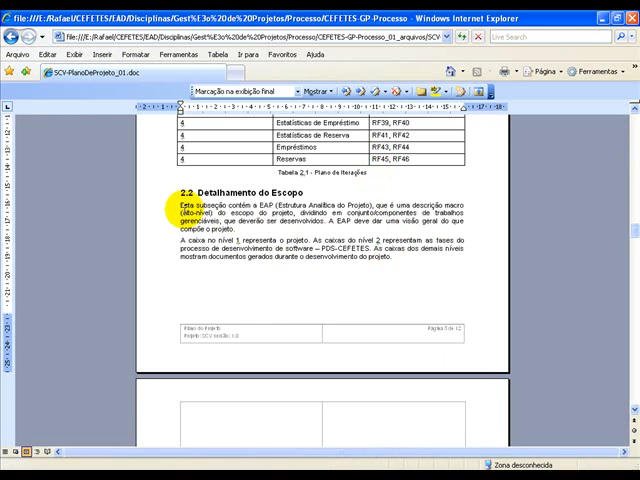 file:///E:/Rafael/CEFETES/EAD/Disciplinas/Gest%E3o%20de%20Projetos/Processo/CEFETES-GP-Processo - Windows Internet Explorer
file:///E:/Rafael/CEFETES/EAD/Disciplinas/Gest%E3o%20de%20Projetos/Processo/CEFETES-GP-Processo_01_arquivos/SCV
Live Search
Arquivo Editar Exibir Inserir Formatar Ferramentas Tabela Ir para Favoritos Ajuda
SCV-PlanoDeProjeto_01.doc
Página Ferramentas
Marcação na exibição final Mostrar
4 Estatísticas de Empréstimo RF39, RF40
4 Estatísticas de Reserva RF41, RF42
4 Empréstimos RF43, RF44
4 Reservas RF45, RF46
Tabela 2.1 - Plano de Iterações
2.2 Detalhamento do Escopo
Esta subseção contém a EAP (Estrutura Analítica do Projeto), que é uma descrição macro
(alto-nível) do escopo do projeto, dividindo em conjunto/componentes de trabalhos
gerenciáveis, que deverão ser desenvolvidos. A EAP deve dar uma visão geral do que
compõe o projeto.
A caixa no nível 1 representa o projeto. As caixas do nível 2 representam as fases do
processo de desenvolvimento de software – PDS-CEFETES. As caixas dos demais níveis
mostram documentos gerados durante o desenvolvimento do projeto.
Plano do Projeto Página 5 de 12
Projeto: SCV versão: 1.0
Zona desconhecida